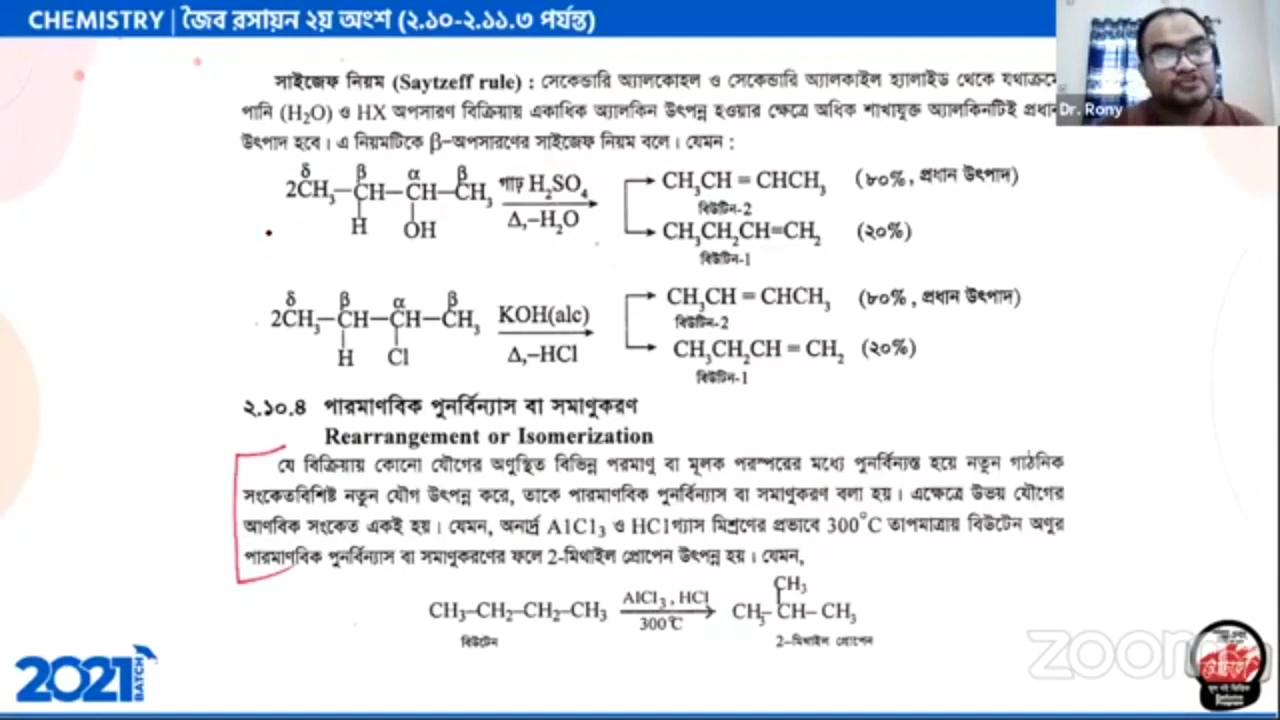 CHEMISTRY | জৈব রসায়ন ২য় অংশ (২.১০-২.১১.৩ পর্যন্ত)
Dr. Rony
সাইজেফ নিয়ম (Saytzeff rule) : সেকেন্ডারি অ্যালকোহল ও সেকেন্ডারি অ্যালকাইল হ্যালাইড থেকে যথাক্রমে
পানি (H₂O) ও HX অপসারণ বিক্রিয়ায় একাধিক অ্যালকিন উৎপন্ন হওয়ার ক্ষেত্রে অধিক শাখাযুক্ত অ্যালকিনটিই প্রধান
উৎপাদ হবে। এ নিয়মটিকে β-অপসারণের সাইজেফ নিয়ম বলে। যেমন :
δ β α β
2CH₃–CH–CH–CH₃ গাঢ় H₂SO₄ CH₃CH = CHCH₃ (৮০%, প্রধান উৎপাদ)
Δ,–H₂O বিউটিন-2
H OH CH₃CH₂CH=CH₂ (২০%)
বিউটিন-1
δ β α β
2CH₃–CH–CH–CH₃ KOH(alc) CH₃CH = CHCH₃ (৮০%, প্রধান উৎপাদ)
বিউটিন-2
H Cl Δ,–HCl CH₃CH₂CH = CH₂ (২০%)
বিউটিন-1
২.১০.৪ পারমাণবিক পুনর্বিন্যাস বা সমাণুকরণ
Rearrangement or Isomerization
যে বিক্রিয়ায় কোনো যৌগের অণুস্থিত বিভিন্ন পরমাণু বা মূলক পরস্পরের মধ্যে পুনর্বিন্যস্ত হয়ে নতুন গাঠনিক
সংকেতবিশিষ্ট নতুন যৌগ উৎপন্ন করে, তাকে পারমাণবিক পুনর্বিন্যাস বা সমাণুকরণ বলা হয়। এক্ষেত্রে উভয় যৌগের
আণবিক সংকেত একই হয়। যেমন, অনার্দ্র AlCl₃ ও HCl গ্যাস মিশ্রণের প্রভাবে 300°C তাপমাত্রায় বিউটেন অণুর
পারমাণবিক পুনর্বিন্যাস বা সমাণুকরণের ফলে 2-মিথাইল প্রোপেন উৎপন্ন হয়। যেমন,
CH₃
CH₃–CH₂–CH₂–CH₃ AlCl₃, HCl CH₃–CH–CH₃
300°C
বিউটেন 2-মিথাইল প্রোপেন
2021 BATCH
zoom